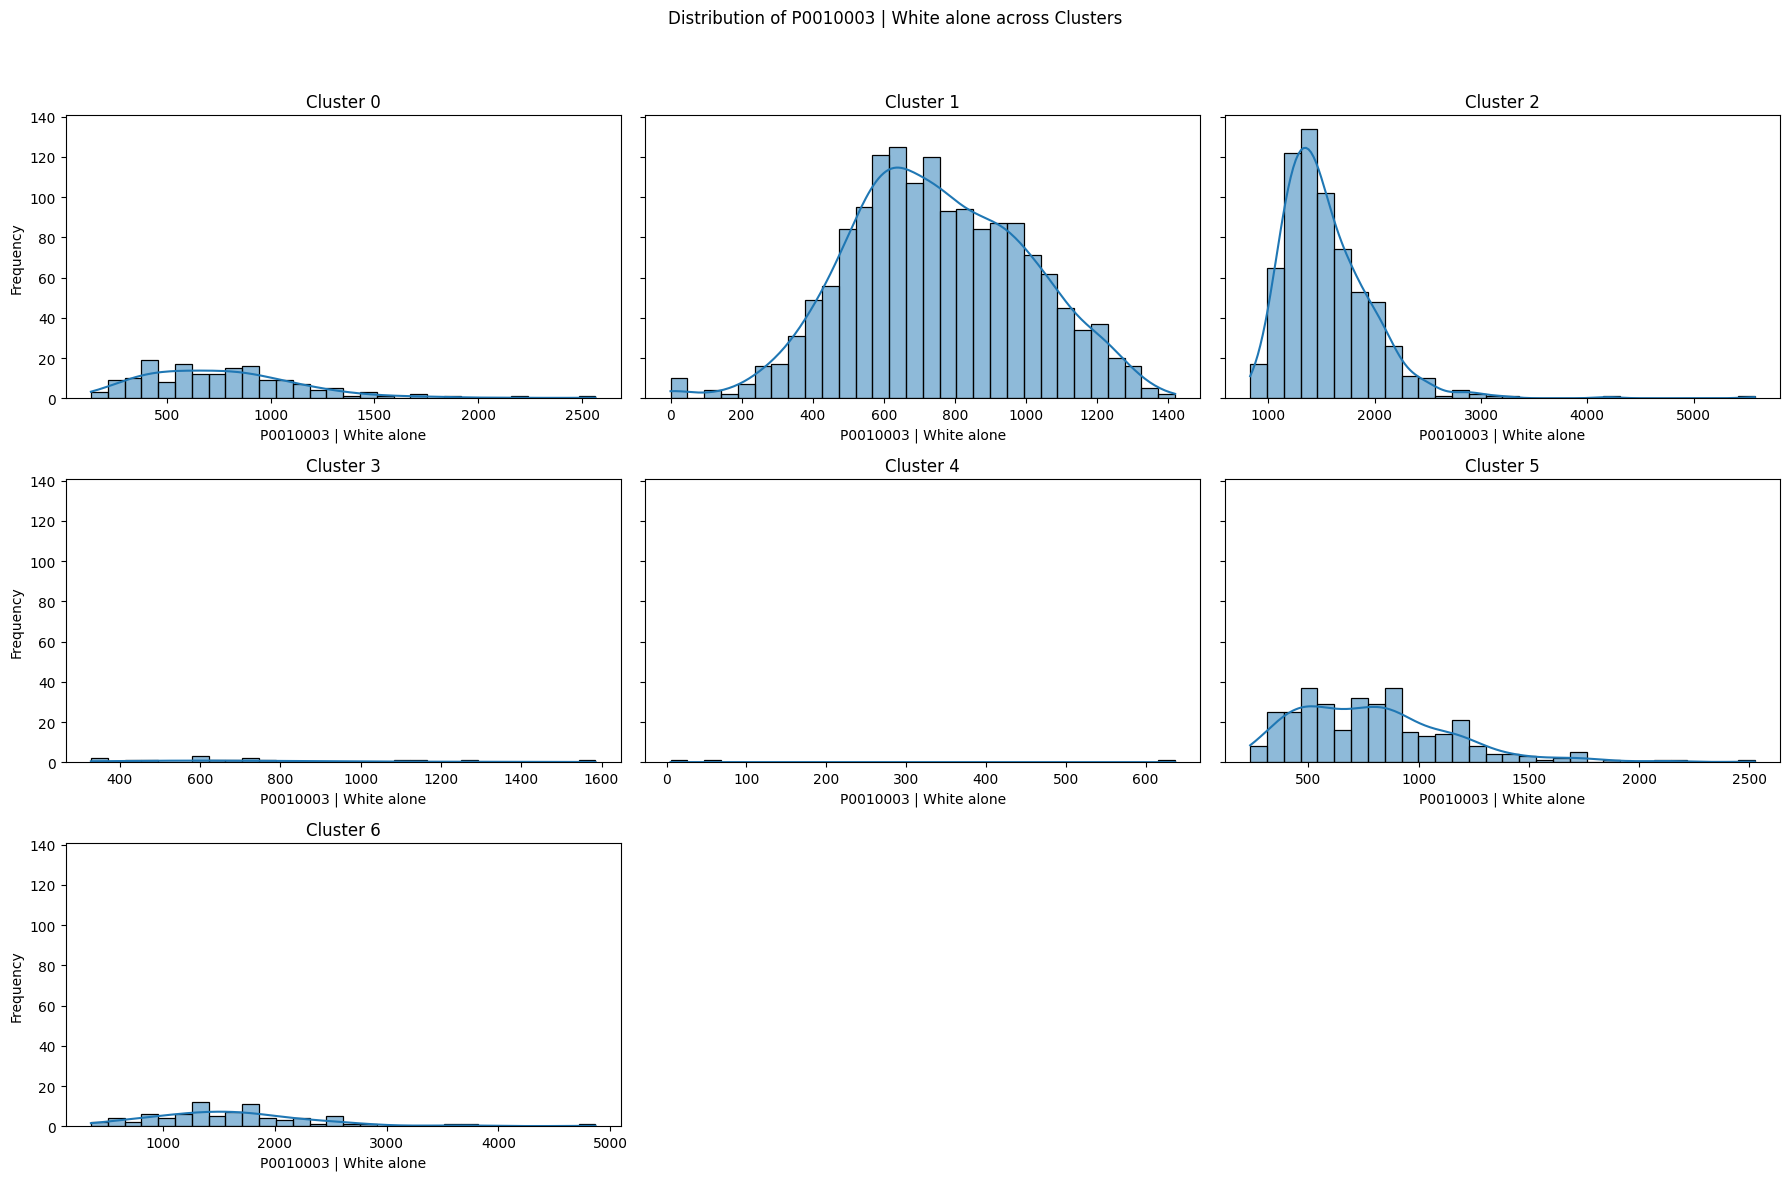 Distribution of P0010003 | White alone across Clusters
Cluster 0
Cluster 1
Cluster 2
140
120
100
80
60
40
20
0
Frequency
500 1000 1500 2000 2500
0 200 400 600 800 1000 1200 1400
1000 2000 3000 4000 5000
P0010003 | White alone
P0010003 | White alone
P0010003 | White alone
Cluster 3
Cluster 4
Cluster 5
140
120
100
80
60
40
20
0
Frequency
400 600 800 1000 1200 1400 1600
0 100 200 300 400 500 600
500 1000 1500 2000 2500
P0010003 | White alone
P0010003 | White alone
P0010003 | White alone
Cluster 6
140
120
100
80
60
40
20
0
Frequency
1000 2000 3000 4000 5000
P0010003 | White alone